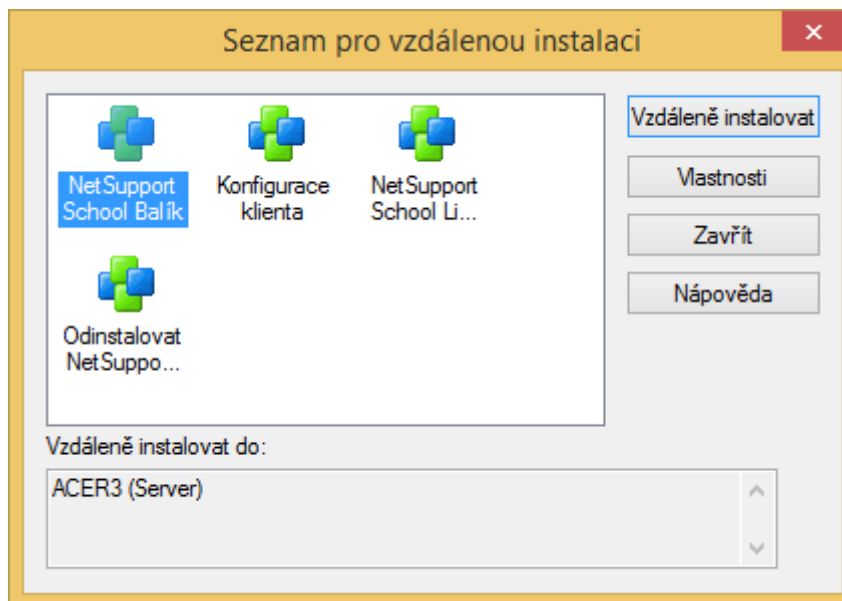 Seznam pro vzdálenou instalaci
Vzdáleně instalovat
NetSupport
School Balík
Konfigurace
klienta
NetSupport
School Li...
Vlastnosti
Zavřít
Nápověda
Odinstalovat
NetSuppo...
Vzdáleně instalovat do:
ACER3 (Server)